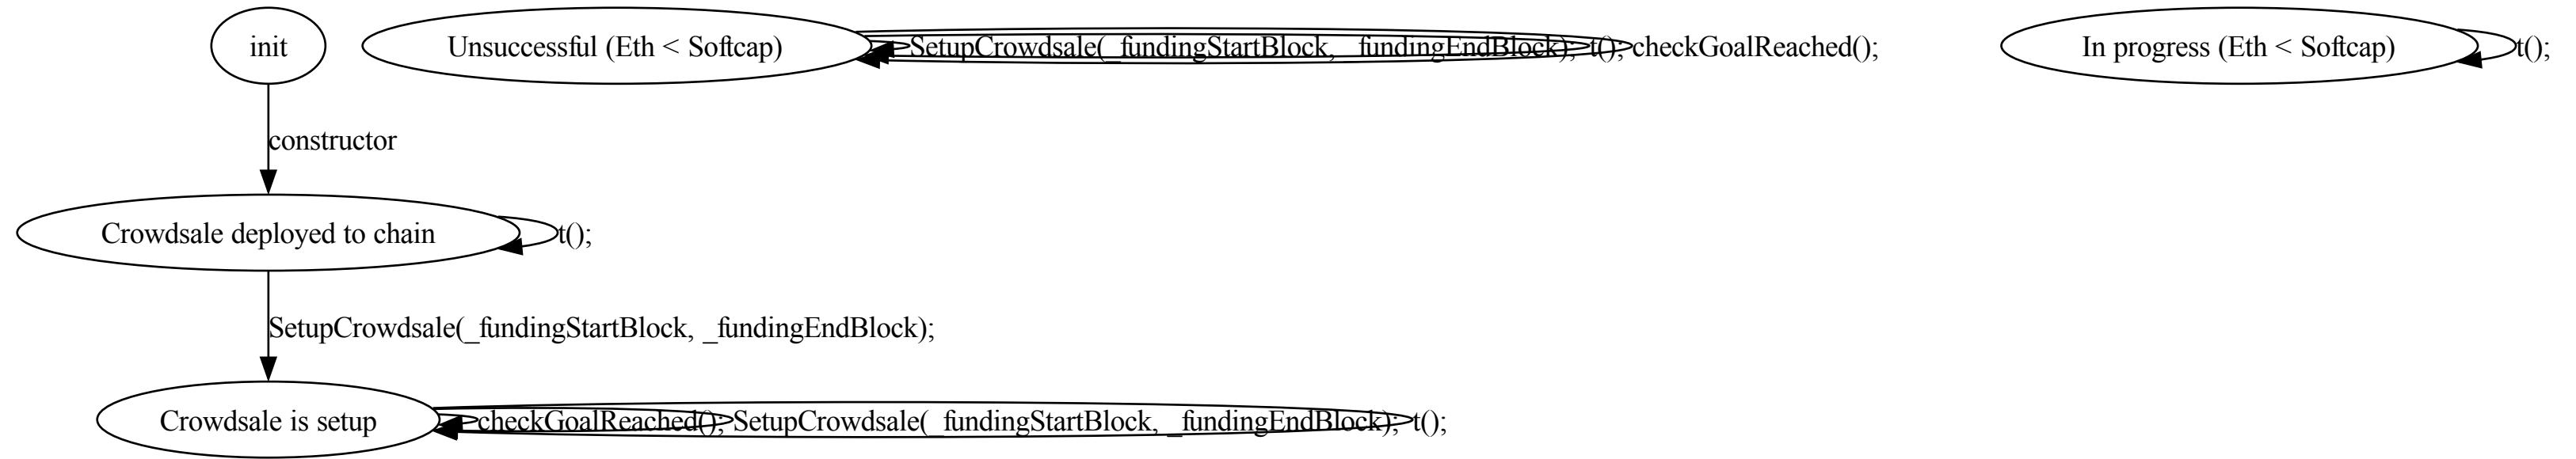 init
Unsuccessful (Eth < Softcap)
SetupCrowdsale(_fundingStartBlock, _fundingEndBlock);
t();
checkGoalReached();
In progress (Eth < Softcap)
t();
constructor
Crowdsale deployed to chain
t();
SetupCrowdsale(_fundingStartBlock, _fundingEndBlock);
Crowdsale is setup
checkGoalReached();
SetupCrowdsale(_fundingStartBlock, _fundingEndBlock);
t();